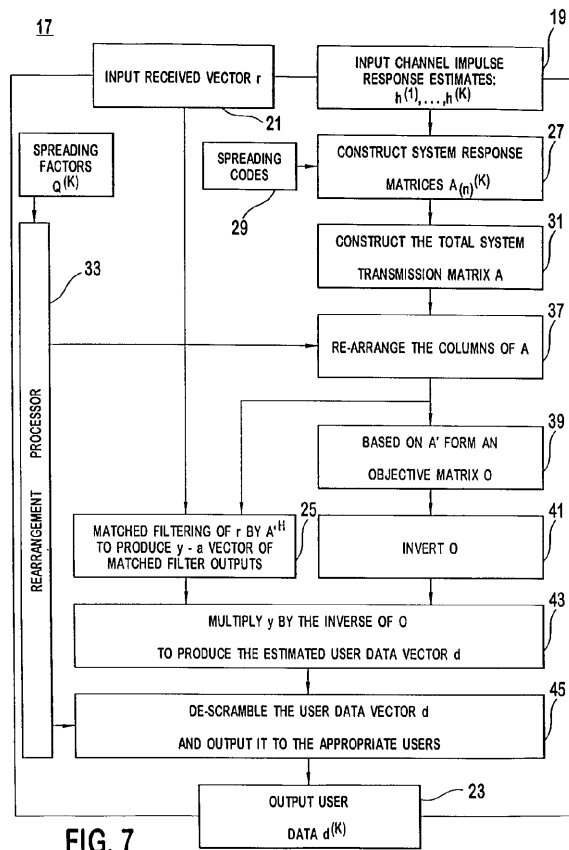 17
19
INPUT RECEIVED VECTOR r
21
INPUT CHANNEL IMPULSE
RESPONSE ESTIMATES:
h(1),...,h(K)
SPREADING
FACTORS
Q(K)
SPREADING
CODES
29
27
CONSTRUCT SYSTEM RESPONSE
MATRICES A(n)(K)
31
CONSTRUCT THE TOTAL SYSTEM
TRANSMISSION MATRIX A
33
REARRANGEMENT PROCESSOR
37
RE-ARRANGE THE COLUMNS OF A
39
BASED ON A' FORM AN
OBJECTIVE MATRIX O
25
MATCHED FILTERING OF r BY A'H
TO PRODUCE y - a VECTOR OF
MATCHED FILTER OUTPUTS
41
INVERT O
43
MULTIPLY y BY THE INVERSE OF O
TO PRODUCE THE ESTIMATED USER DATA VECTOR d
45
DE-SCRAMBLE THE USER DATA VECTOR d
AND OUTPUT IT TO THE APPROPRIATE USERS
23
OUTPUT USER
DATA d(K)
FIG. 7